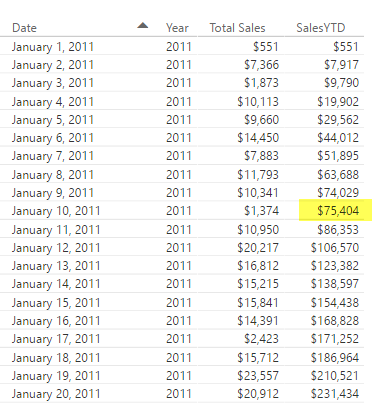 Date Year Total Sales SalesYTD
January 1, 2011 2011 $551 $551
January 2, 2011 2011 $7,366 $7,917
January 3, 2011 2011 $1,873 $9,790
January 4, 2011 2011 $10,113 $19,902
January 5, 2011 2011 $9,660 $29,562
January 6, 2011 2011 $14,450 $44,012
January 7, 2011 2011 $7,883 $51,895
January 8, 2011 2011 $11,793 $63,688
January 9, 2011 2011 $10,341 $74,029
January 10, 2011 2011 $1,374 $75,404
January 11, 2011 2011 $10,950 $86,353
January 12, 2011 2011 $20,217 $106,570
January 13, 2011 2011 $16,812 $123,382
January 14, 2011 2011 $15,215 $138,597
January 15, 2011 2011 $15,841 $154,438
January 16, 2011 2011 $14,391 $168,828
January 17, 2011 2011 $2,423 $171,252
January 18, 2011 2011 $15,712 $186,964
January 19, 2011 2011 $23,557 $210,521
January 20, 2011 2011 $20,912 $231,434